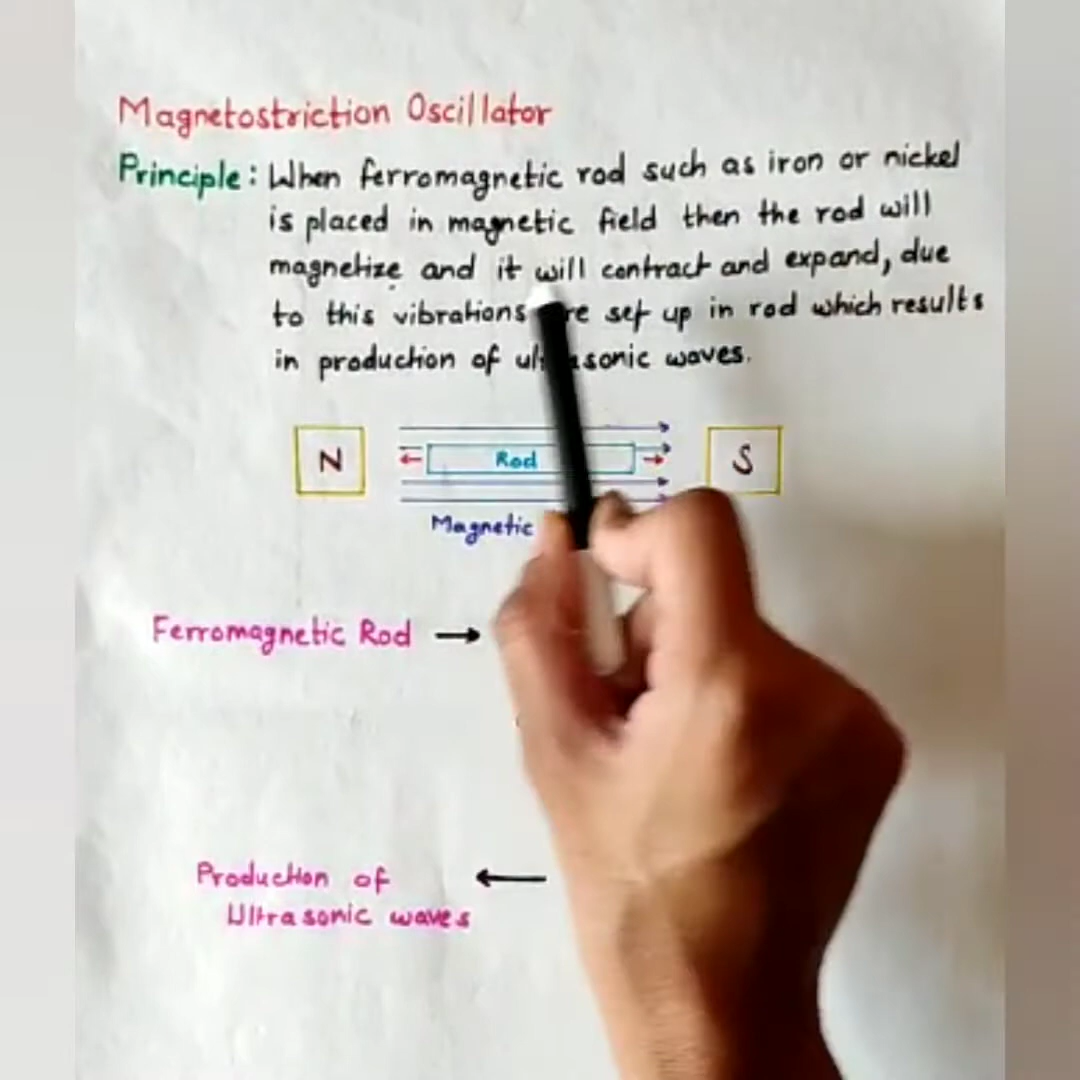 Magnetostriction Oscillator
Principle: When ferromagnetic rod such as iron or nickel
is placed in magnetic field then the rod will
magnetize and it will contract and expand, due
to this vibrations set up in rod which results
in production of waves.
N Rod S
Magnetic
Ferromagnetic Rod →
Production of ←
Ultrasonic waves